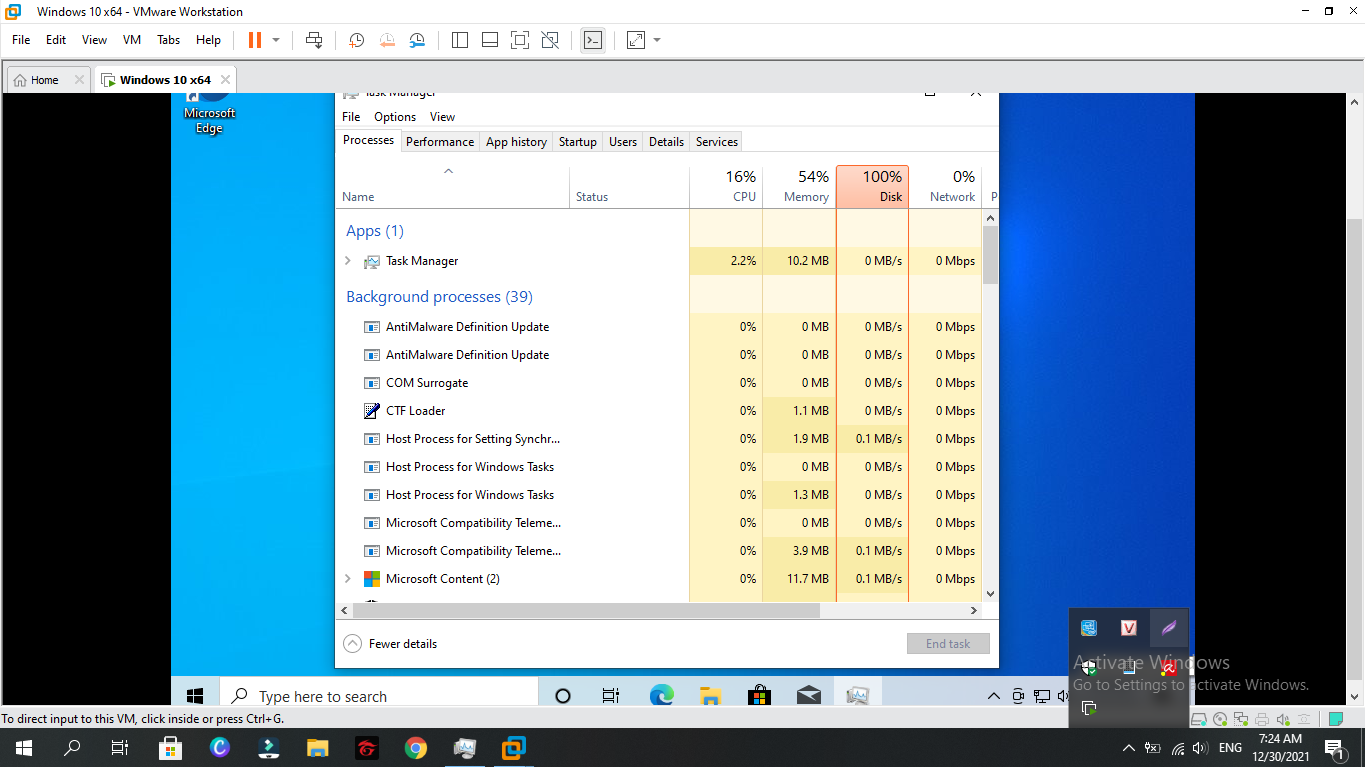 Windows 10 x64 - VMware Workstation
File Edit View VM Tabs Help
Home Windows 10 x64
Microsoft
Edge
Task Manager
File Options View
Processes Performance App history Startup Users Details Services
16% 54% 100% 0%
Name Status CPU Memory Disk Network P
Apps (1)
Task Manager 2.2% 10.2 MB 0 MB/s 0 Mbps
Background processes (39)
AntiMalware Definition Update 0% 0 MB 0 MB/s 0 Mbps
AntiMalware Definition Update 0% 0 MB 0 MB/s 0 Mbps
COM Surrogate 0% 0 MB 0 MB/s 0 Mbps
CTF Loader 0% 1.1 MB 0 MB/s 0 Mbps
Host Process for Setting Synchr... 0% 1.9 MB 0.1 MB/s 0 Mbps
Host Process for Windows Tasks 0% 0 MB 0 MB/s 0 Mbps
Host Process for Windows Tasks 0% 1.3 MB 0 MB/s 0 Mbps
Microsoft Compatibility Teleme... 0% 0 MB 0 MB/s 0 Mbps
Microsoft Compatibility Teleme... 0% 3.9 MB 0.1 MB/s 0 Mbps
Microsoft Content (2) 0% 11.7 MB 0.1 MB/s 0 Mbps
Fewer details End task
Activate Windows
Go to Settings to activate Windows.
Type here to search
To direct input to this VM, click inside or press Ctrl+G.
ENG 7:24 AM
12/30/2021 1